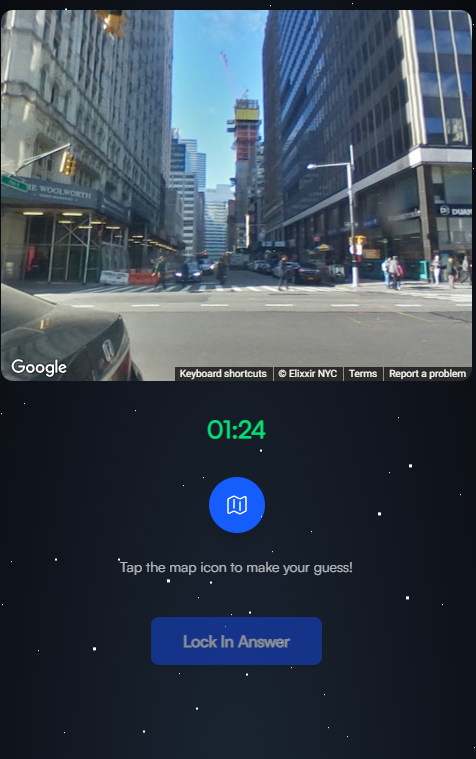 THE WOOLWORTH
DUANE
Google
Keyboard shortcuts
© Elixxir NYC
Terms
Report a problem
01:24
Tap the map icon to make your guess!
Lock In Answer